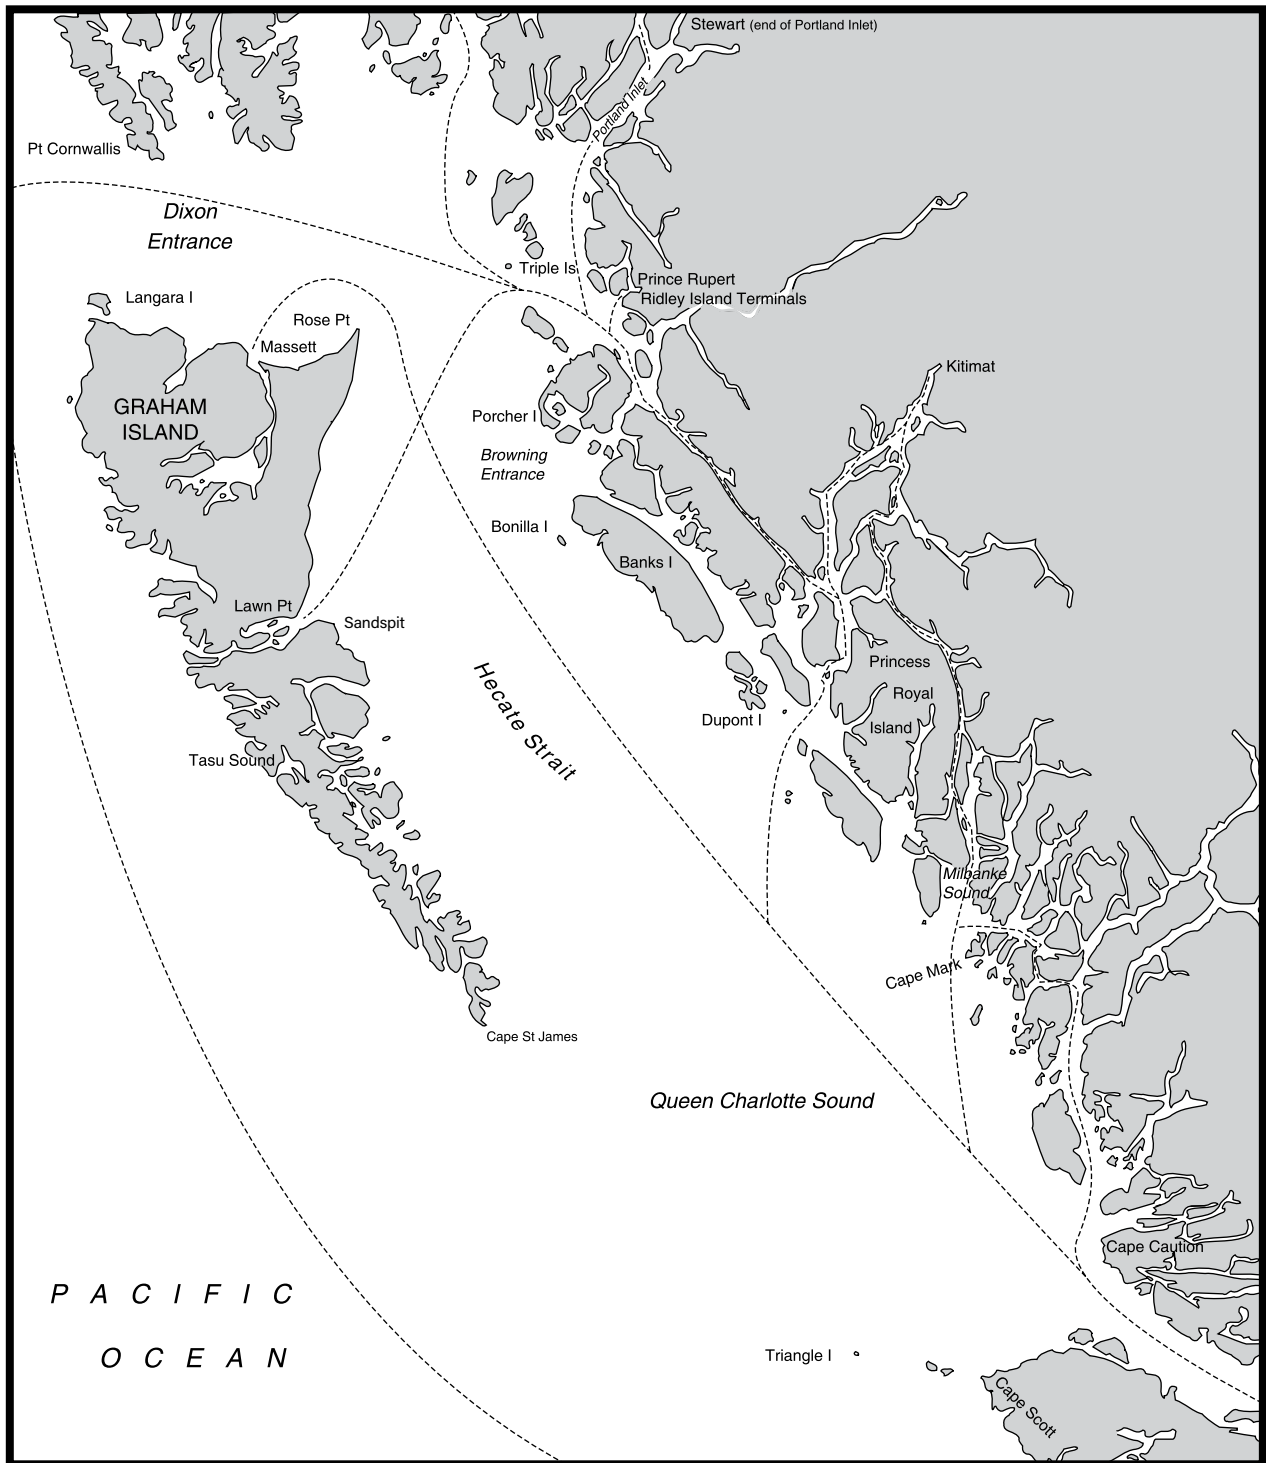 Stewart (end of Portland Inlet)
Portland Inlet
Pt Cornwallis
Dixon
Entrance
Triple Is
Prince Rupert
Ridley Island Terminals
Langara I
Rose Pt
Massett
GRAHAM
ISLAND
Kitimat
Porcher I
Browning
Entrance
Bonilla I
Banks I
Lawn Pt
Sandspit
Hecate Strait
Princess
Royal
Island
Dupont I
Tasu Sound
Milbanke
Sound
Cape Mark
Cape St James
Queen Charlotte Sound
Cape Caution
PACIFIC
OCEAN
Triangle I
Cape Scott